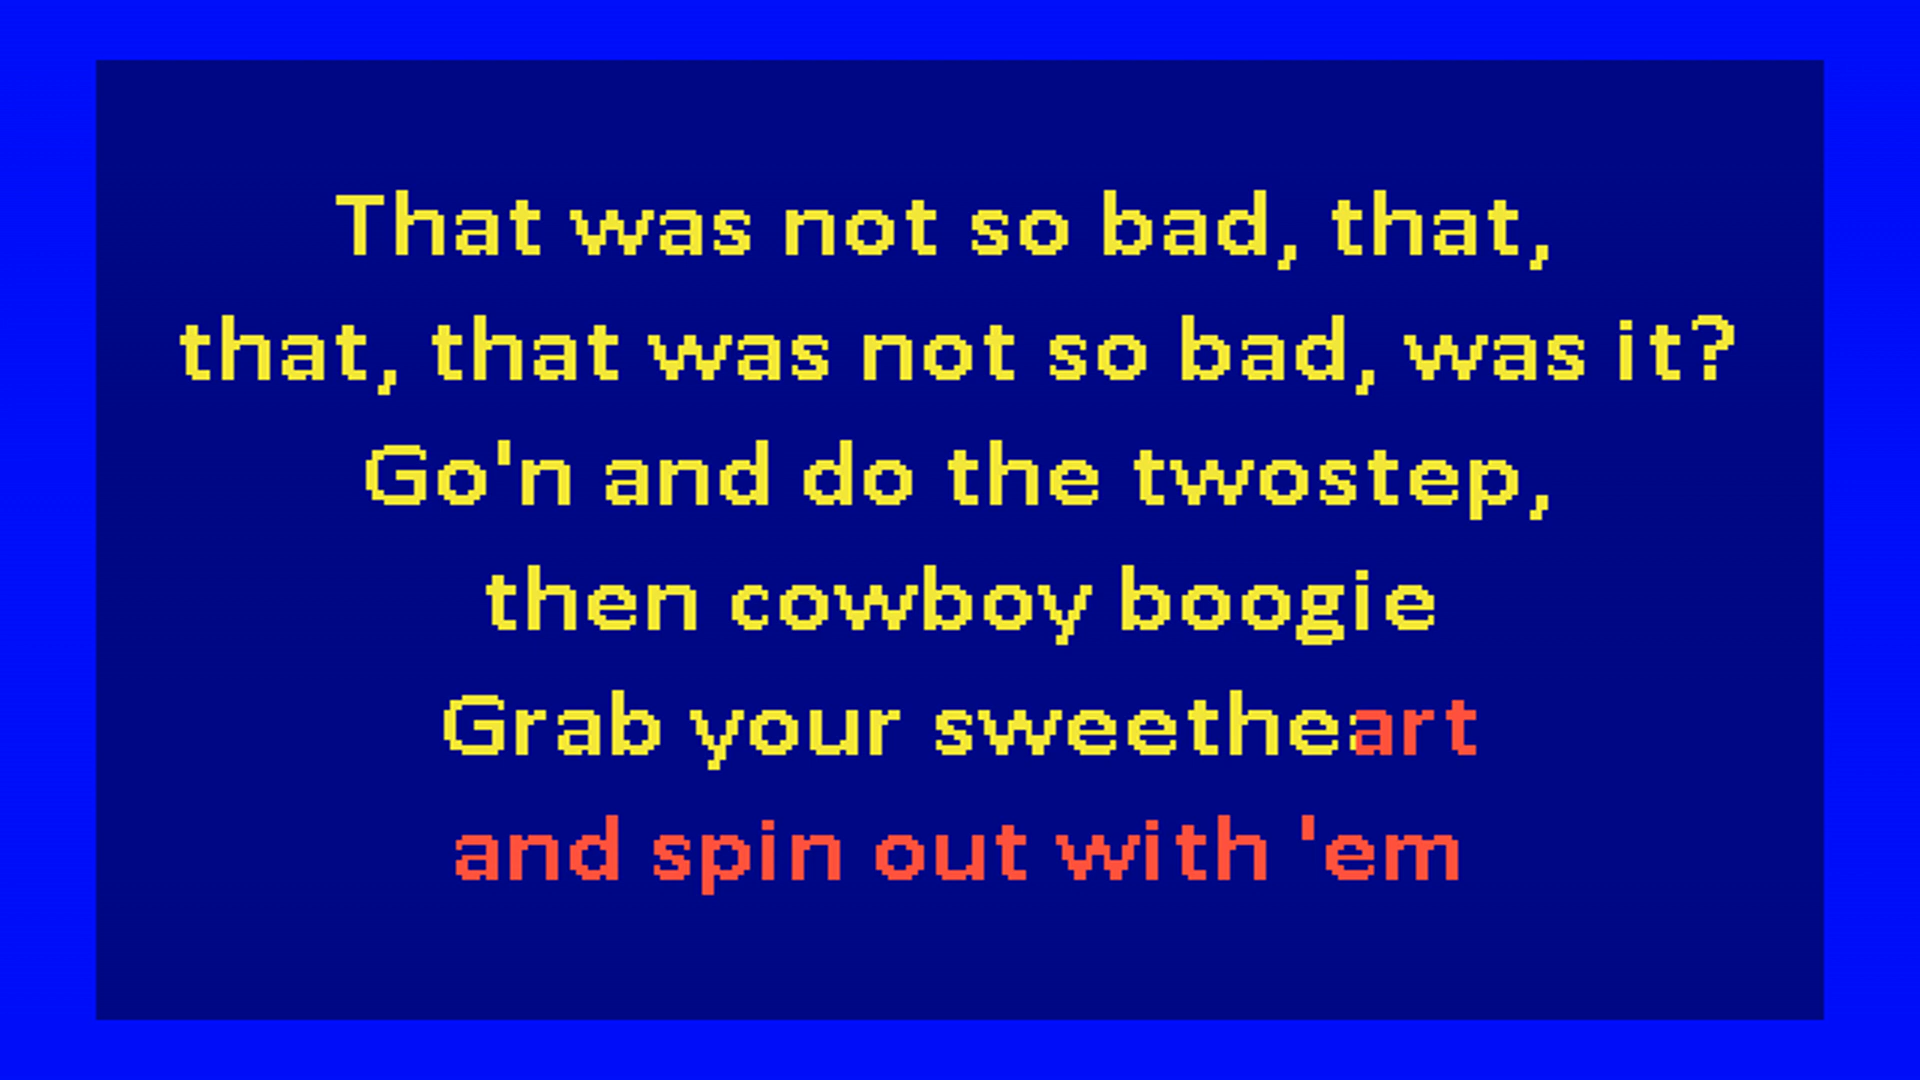 That was not so bad, that,
that, that was not so bad, was it?
Go'n and do the twostep,
then cowboy boogie
Grab your sweetheart
and spin out with 'em